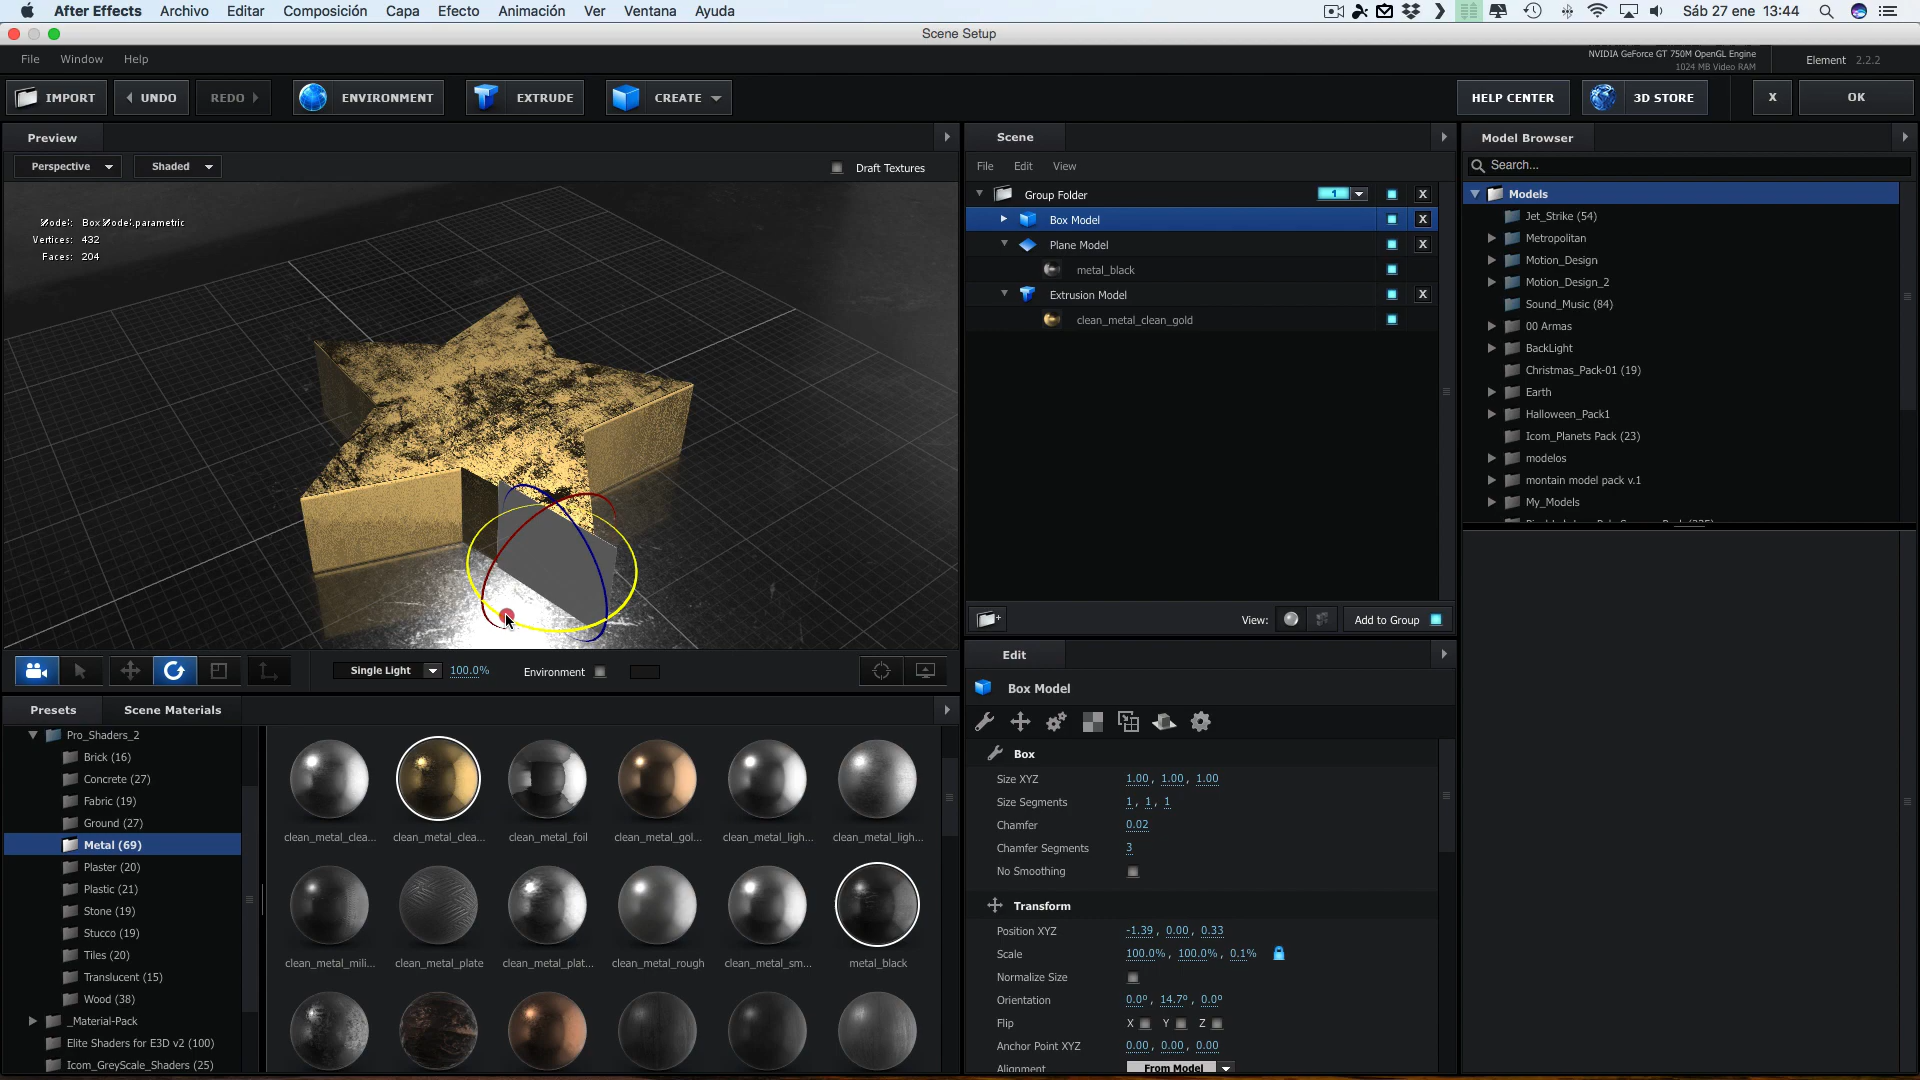 After Effects Archivo Editar Composición Capa Efecto Animación Ver Ventana Ayuda Sáb 27 ene 13:44
Scene Setup
File Window Help
NVIDIA GeForce GT 750M OpenGL Engine
1024 MB Video RAM
Element 2.2.2
IMPORT UNDO REDO ENVIRONMENT EXTRUDE CREATE HELP CENTER 3D STORE X OK
Preview
Perspective Shaded Draft Textures
Vertices: 432
Faces: 204
Single Light 100.0% Environment
Scene
File Edit View
Group Folder 1 X
Box Model X
Plane Model X
metal_black
Extrusion Model X
clean_metal_clean_gold
View: Add to Group
Model Browser
Search...
Models
Jet_Strike (54)
Metropolitan
Motion_Design
Motion_Design_2
Sound_Music (84)
00 Armas
BackLight
Christmas_Pack-01 (19)
Earth
Halloween_Pack1
Icom_Planets Pack (23)
modelos
montain model pack v.1
My_Models
Presets Scene Materials
Pro_Shaders_2
Brick (16)
Concrete (27)
Fabric (19)
Ground (27)
Metal (69)
Plaster (20)
Plastic (21)
Stone (19)
Stucco (19)
Tiles (20)
Translucent (15)
Wood (38)
_Material-Pack
Elite Shaders for E3D v2 (100)
Icom_GreyScale_Shaders (25)
clean_metal_clea... clean_metal_clea... clean_metal_foil clean_metal_gol... clean_metal_ligh... clean_metal_ligh...
clean_metal_mili... clean_metal_plate clean_metal_plat... clean_metal_rough clean_metal_sm... metal_black
Edit
Box Model
Box
Size XYZ 1.00, 1.00, 1.00
Size Segments 1, 1, 1
Chamfer 0.02
Chamfer Segments 3
No Smoothing
Transform
Position XYZ -1.39, 0.00, 0.33
Scale 100.0%, 100.0%, 0.1%
Normalize Size
Orientation 0.0º, 14.7º, 0.0º
Flip X Y Z
Anchor Point XYZ 0.00, 0.00, 0.00
Alignment From Model